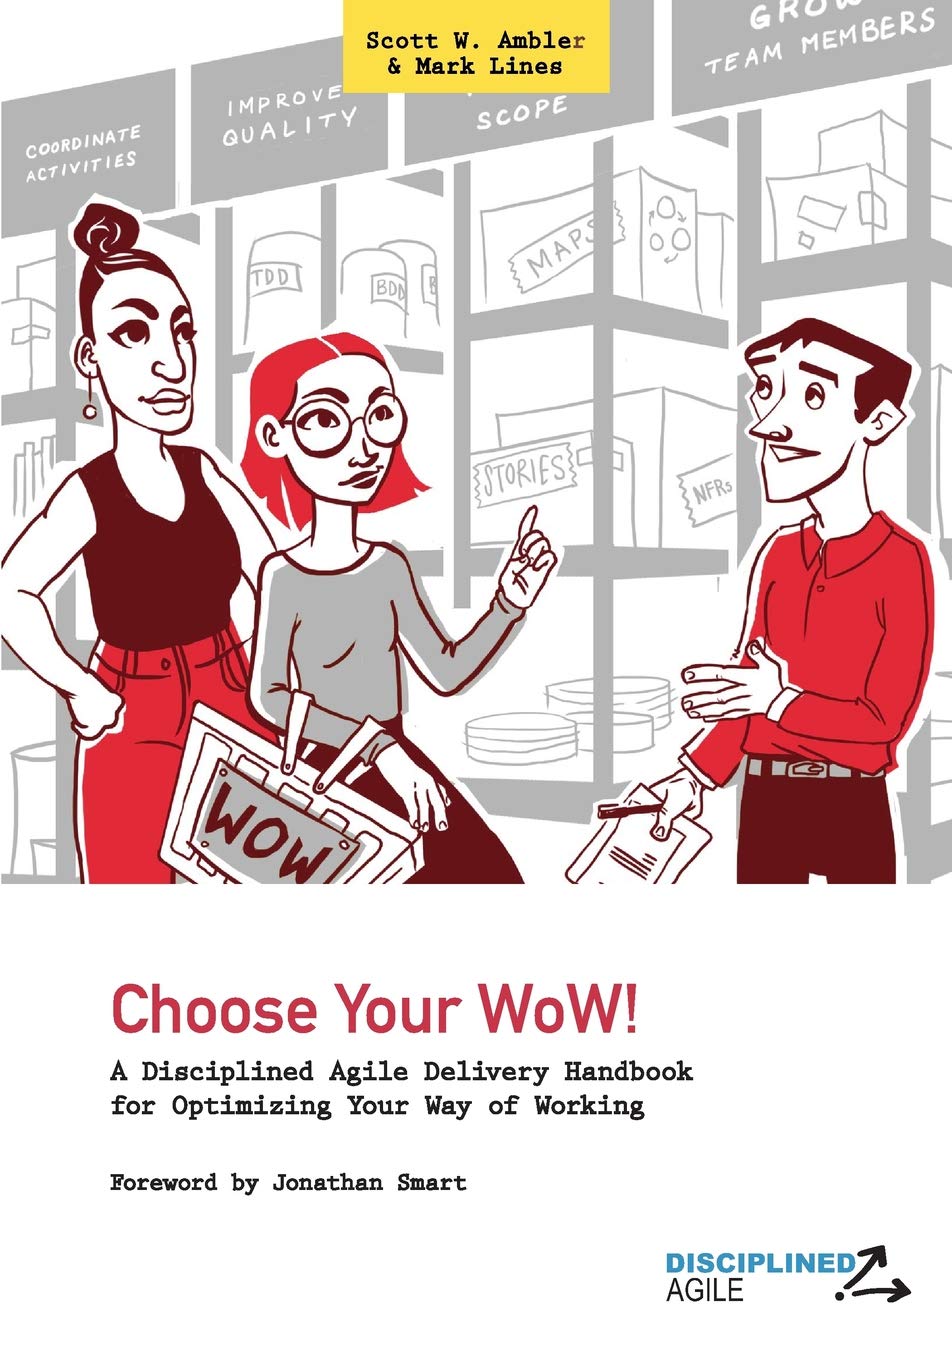 Scott W. Ambler
& Mark Lines
GROW
TEAM MEMBERS
IMPROVE
QUALITY
SCOPE
COORDINATE
ACTIVITIES
MAPS
TDD
BDD
STORIES
NFRs
WOW
Choose Your WoW!
A Disciplined Agile Delivery Handbook
for Optimizing Your Way of Working
Foreword by Jonathan Smart
DISCIPLINED
AGILE